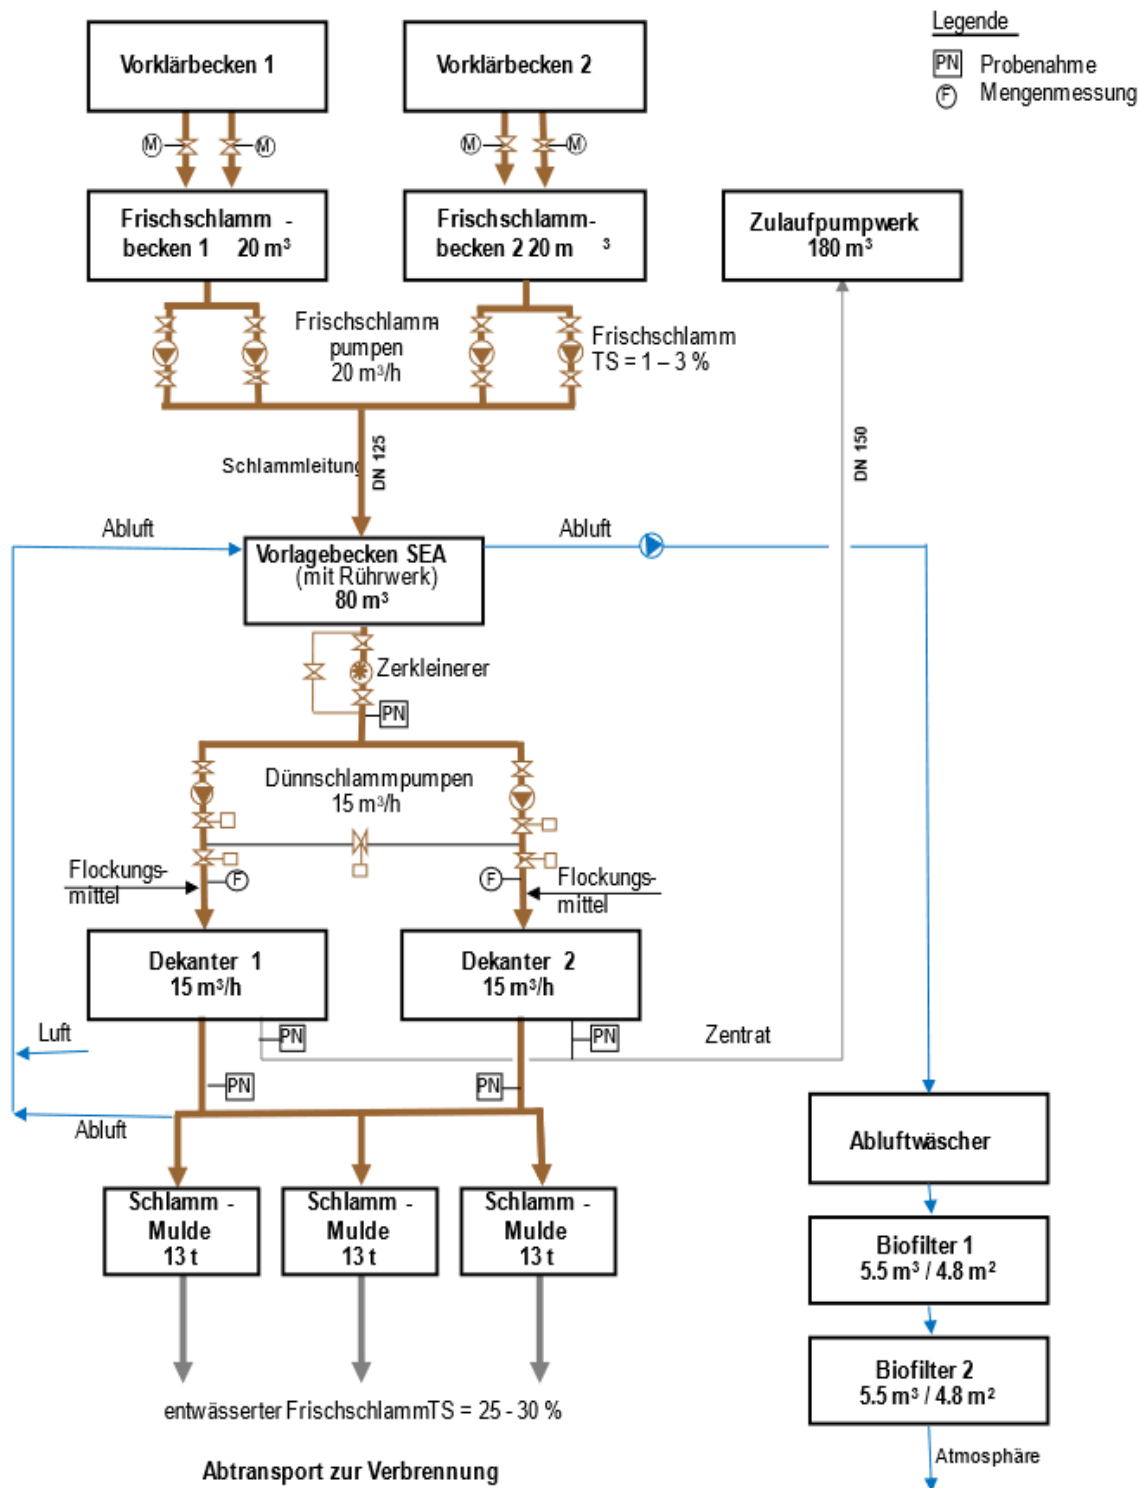 Legende
PN Probenahme
F Mengenmessung
Vorklärbecken 1
Vorklärbecken 2
M
M
M
M
Frischschlamm -
becken 1 20 m³
Frischschlamm-
becken 2 20 m ³
Zulaufpumpwerk
180 m³
Frischschlamm-
pumpen
20 m³/h
Frischschlamm
TS = 1 – 3 %
Schlammleitung
DN 125
DN 150
Abluft
Abluft
Vorlagebecken SEA
(mit Rührwerk)
80 m³
Zerkleinerer
PN
Dünnschlammpumpen
15 m³/h
Flockungs-
mittel
F
F
Flockungs-
mittel
Dekanter 1
15 m³/h
Dekanter 2
15 m³/h
Luft
PN
PN
Zentrat
PN
PN
Abluft
Abluftwäscher
Schlamm -
Mulde
13 t
Schlamm -
Mulde
13 t
Schlamm -
Mulde
13 t
Biofilter 1
5.5 m³ / 4.8 m²
Biofilter 2
5.5 m³ / 4.8 m²
entwässerter FrischschlammTS = 25 - 30 %
Atmosphäre
Abtransport zur Verbrennung